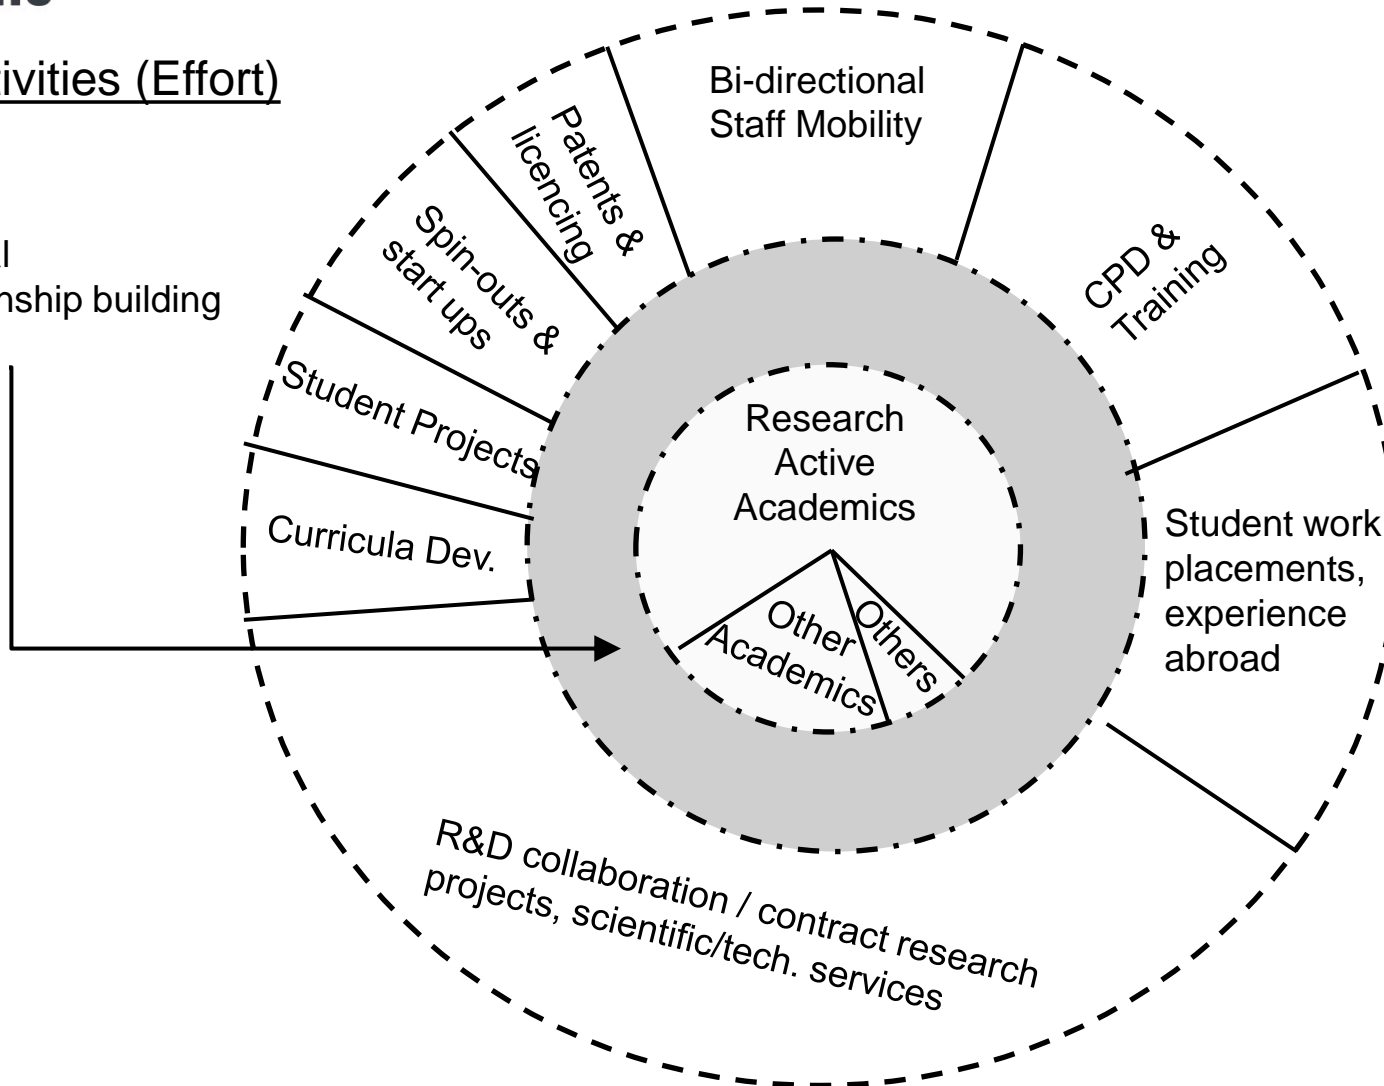 tivities (Effort)
nship building
Bi-directional
Staff Mobility
Patents &
licencing
Spin-outs &
start ups
Student Projects
Curricula Dev.
CPD &
Training
Research
Active
Academics
Other
Academics
Others
Student work
placements,
experience
abroad
R&D collaboration / contract research
projects, scientific/tech. services